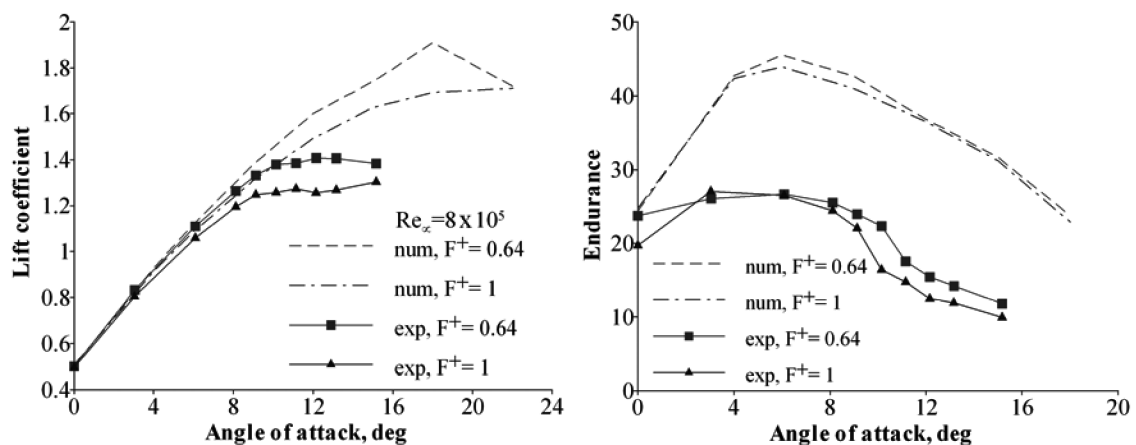 2
1.8
1.6
1.4
1.2
1
0.8
0.6
0.4
0
4
8
12
16
20
24
Lift coefficient
Angle of attack, deg
Re∞=8x10⁵
num, F⁺= 0.64
num, F⁺= 1
exp, F⁺= 0.64
exp, F⁺= 1
50
40
30
20
10
0
0
4
8
12
16
20
Endurance
Angle of attack, deg
num, F⁺= 0.64
num, F⁺= 1
exp, F⁺= 0.64
exp, F⁺= 1